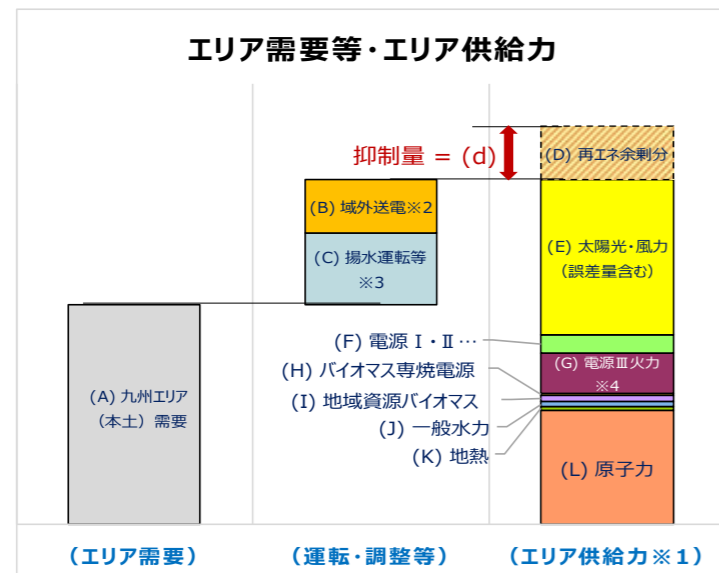 エリア需要等・エリア供給力
抑制量 = (d)
(D) 再エネ余剰分
(B) 域外送電※2
(C) 揚水運転等
※3
(E) 太陽光・風力
(誤差量含む)
(F) 電源 I・II…
(G) 電源Ⅲ火力
※4
(H) バイオマス専焼電源
(A) 九州エリア
(本土) 需要
(I) 地域資源バイオマス
(J) 一般水力
(K) 地熱
(L) 原子力
(エリア需要)
(運転・調整等)
(エリア供給力※1)